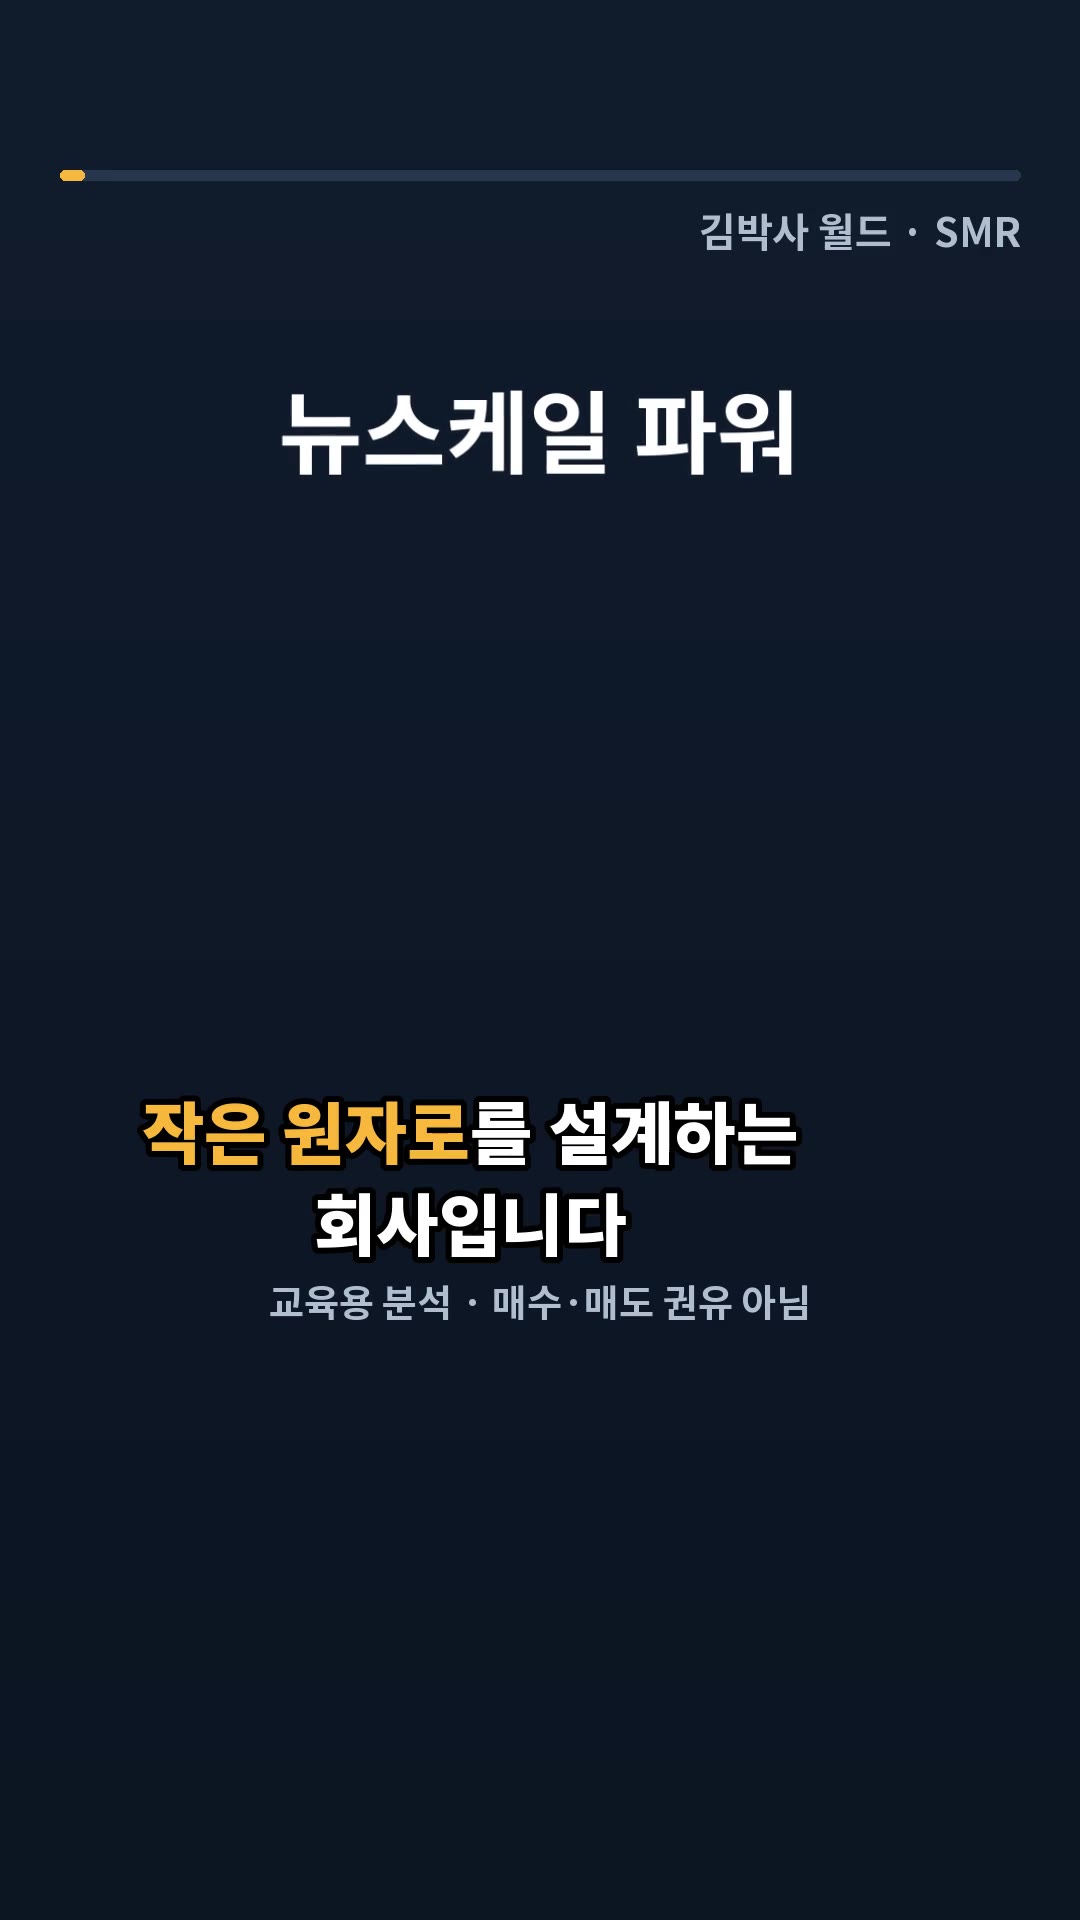 김박사 월드 · SMR
뉴스케일 파워
작은 원자로를 설계하는
회사입니다
교육용 분석 · 매수·매도 권유 아님